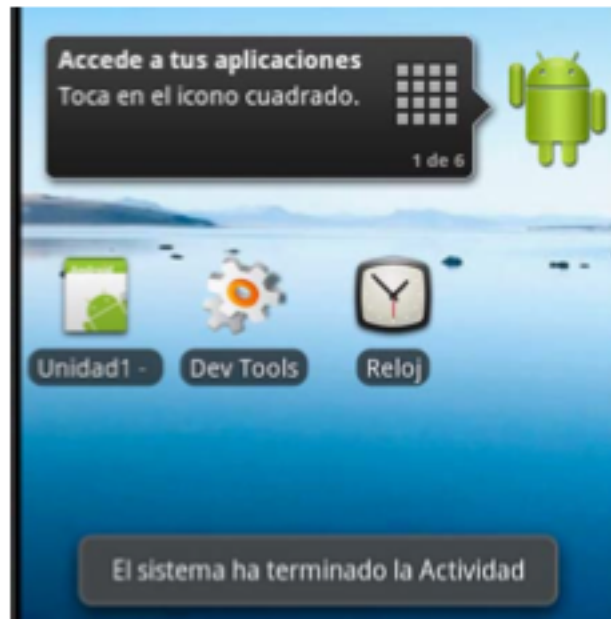 Accede a tus aplicaciones
Toca en el icono cuadrado.
1 de 6
Unidad1 -
Dev Tools
Reloj
El sistema ha terminado la Actividad